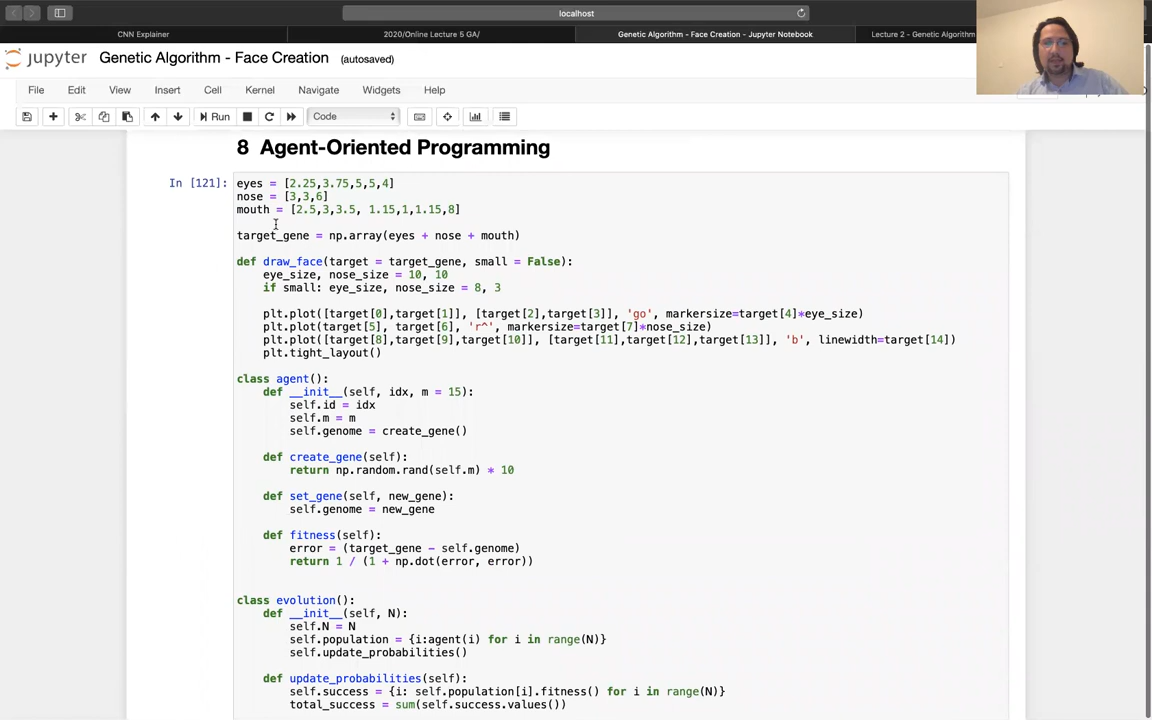 localhost
CNN Explainer
2020/Online Lecture 5 GA/
Genetic Algorithm - Face Creation - Jupyter Notebook
Lecture 2 - Genetic Algorithm
jupyter Genetic Algorithm - Face Creation (autosaved)
File Edit View Insert Cell Kernel Navigate Widgets Help
Run Code
8 Agent-Oriented Programming
In [121]: eyes = [2.25,3.75,5,5,4]
nose = [3,3,6]
mouth = [2.5,3,3.5, 1.15,1,1.15,8]
target_gene = np.array(eyes + nose + mouth)
def draw_face(target = target_gene, small = False):
eye_size, nose_size = 10, 10
if small: eye_size, nose_size = 8, 3
plt.plot([target[0],target[1]], [target[2],target[3]], 'go', markersize=target[4]*eye_size)
plt.plot(target[5], target[6], 'r^', markersize=target[7]*nose_size)
plt.plot([target[8],target[9],target[10]], [target[11],target[12],target[13]], 'b', linewidth=target[14])
plt.tight_layout()
class agent():
def __init__(self, idx, m = 15):
self.id = idx
self.m = m
self.genome = create_gene()
def create_gene(self):
return np.random.rand(self.m) * 10
def set_gene(self, new_gene):
self.genome = new_gene
def fitness(self):
error = (target_gene - self.genome)
return 1 / (1 + np.dot(error, error))
class evolution():
def __init__(self, N):
self.N = N
self.population = {i:agent(i) for i in range(N)}
self.update_probabilities()
def update_probabilities(self):
self.success = {i: self.population[i].fitness() for i in range(N)}
total_success = sum(self.success.values())